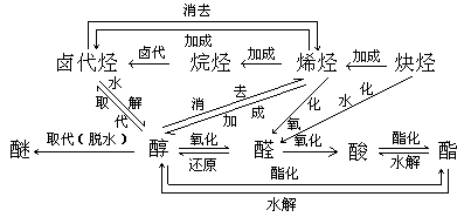 消去
加成
卤代烃 卤代 烷烃 加成 烯烃 加成 炔烃
水解
取代
消去
加成
氧化
水化
醚 取代(脱水) 醇 氧化 还原 醛 氧化 酸 酯化 水解 酯
酯化
水解